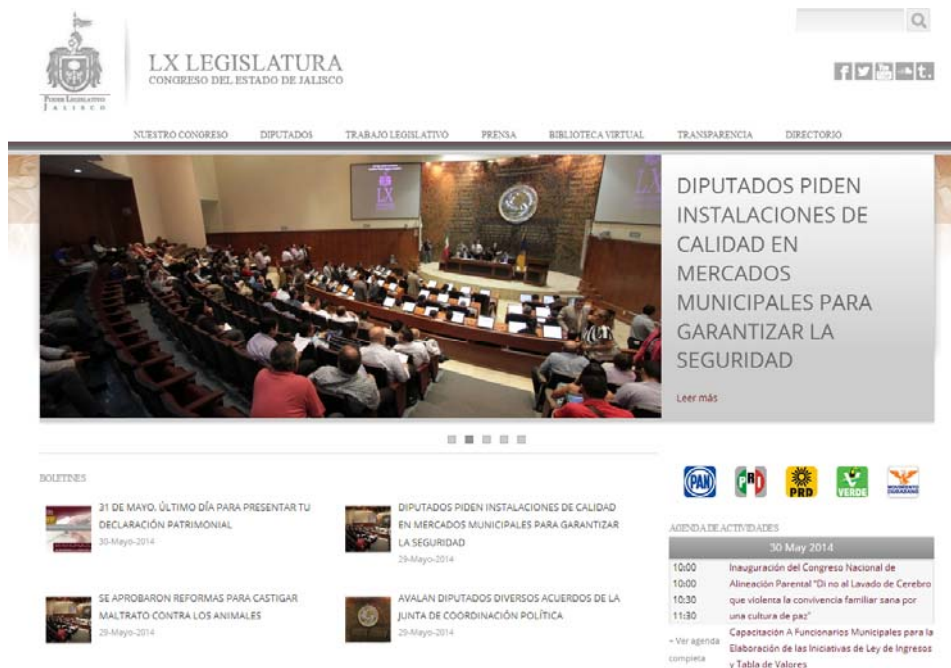 PODER LEGISLATIVO
JALISCO
LX LEGISLATURA
CONGRESO DEL ESTADO DE JALISCO
NUESTRO CONGRESO
DIPUTADOS
TRABAJO LEGISLATIVO
PRENSA
BIBLIOTECA VIRTUAL
TRANSPARENCIA
DIRECTORIO
LX
LX
DIPUTADOS PIDEN
INSTALACIONES DE
CALIDAD EN
MERCADOS
MUNICIPALES PARA
GARANTIZAR LA
SEGURIDAD
Leer más
BOLETINES
31 DE MAYO, ÚLTIMO DÍA PARA PRESENTAR TU
DECLARACIÓN PATRIMONIAL
30-Mayo-2014
DIPUTADOS PIDEN INSTALACIONES DE CALIDAD
EN MERCADOS MUNICIPALES PARA GARANTIZAR
LA SEGURIDAD
29-Mayo-2014
SE APROBARON REFORMAS PARA CASTIGAR
MALTRATO CONTRA LOS ANIMALES
29-Mayo-2014
AVALAN DIPUTADOS DIVERSOS ACUERDOS DE LA
JUNTA DE COORDINACIÓN POLÍTICA
29-Mayo-2014
PAN
PRD
VERDE
MOVIMIENTO
CIUDADANO
AGENDA DE ACTIVIDADES
30 May 2014
10:00 Inauguración del Congreso Nacional de
10:00 Alineación Parental "Di no al Lavado de Cerebro
10:30 que violenta la convivencia familiar sana por
11:30 una cultura de paz"
Capacitación A Funcionarios Municipales para la
Elaboración de las Iniciativas de Ley de Ingresos
y Tabla de Valores
+ Ver agenda
completa